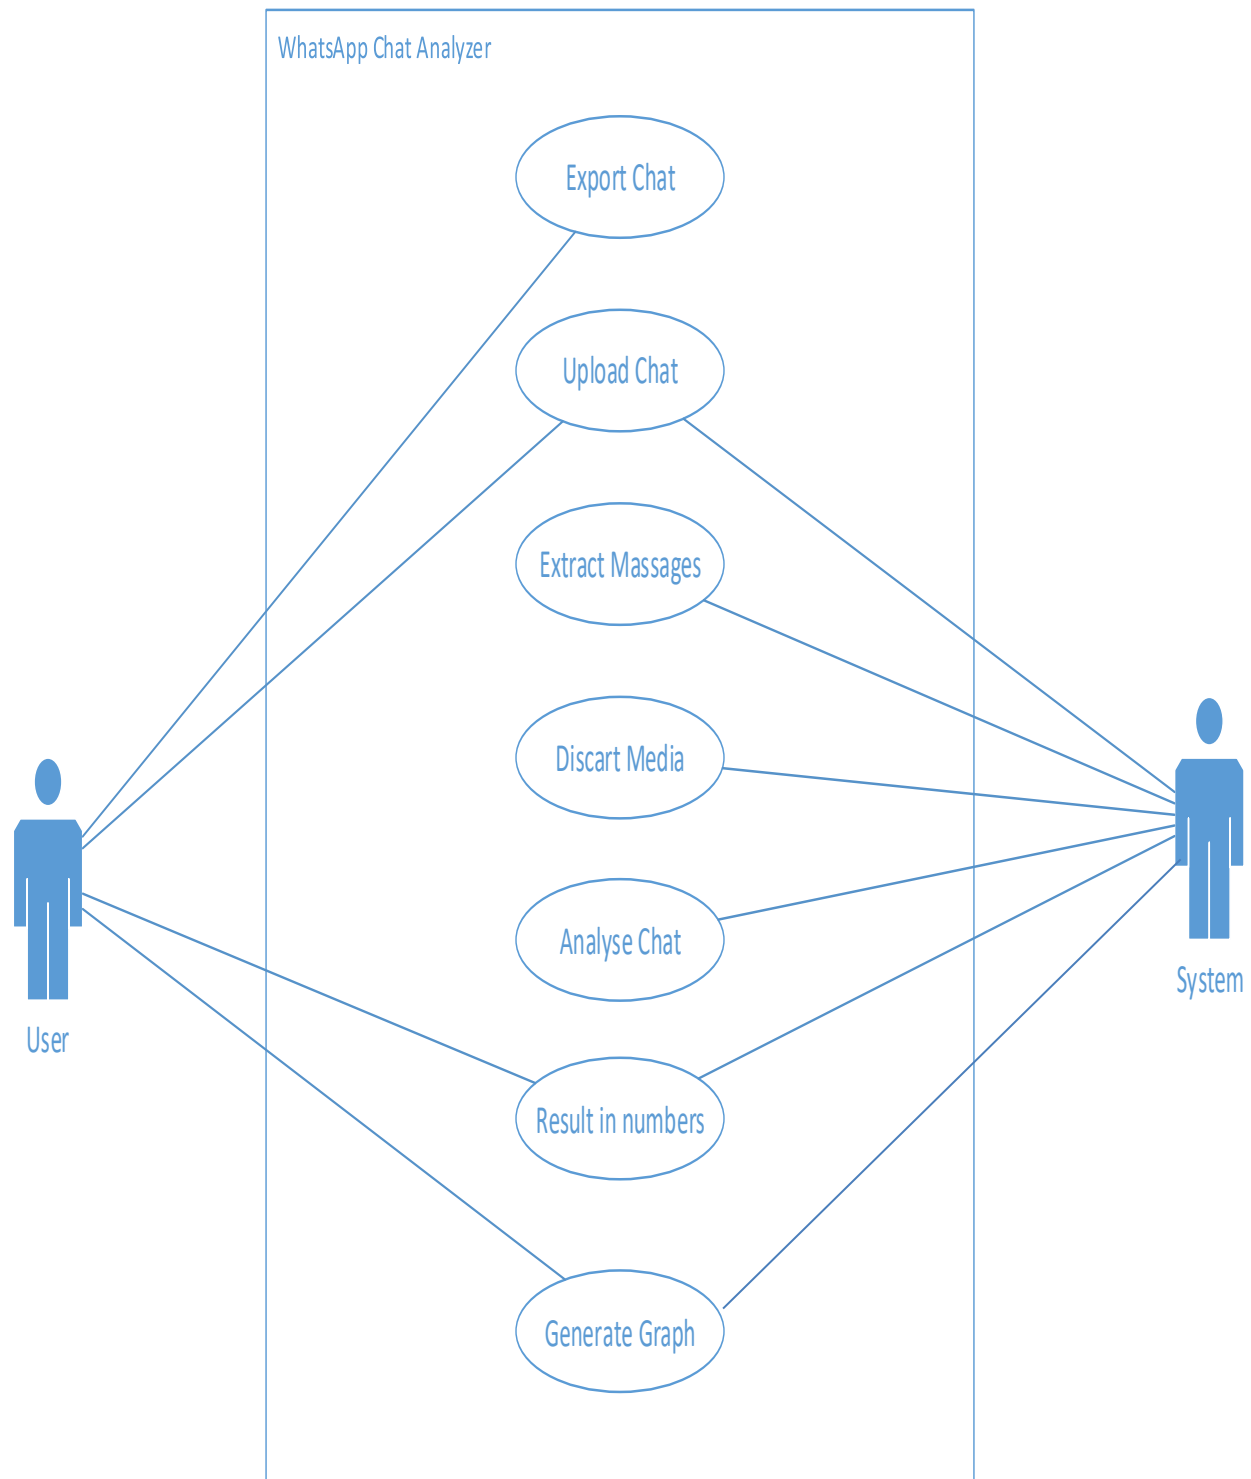 WhatsApp Chat Analyzer
Export Chat
Upload Chat
Extract Massages
Discart Media
Analyse Chat
System
User
Result in numbers
Generate Graph